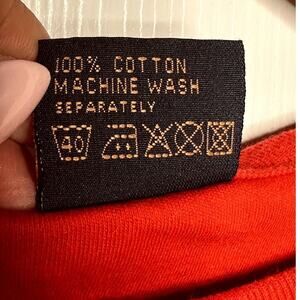 100% COTTON
MACHINE WASH
SEPARATELY
40